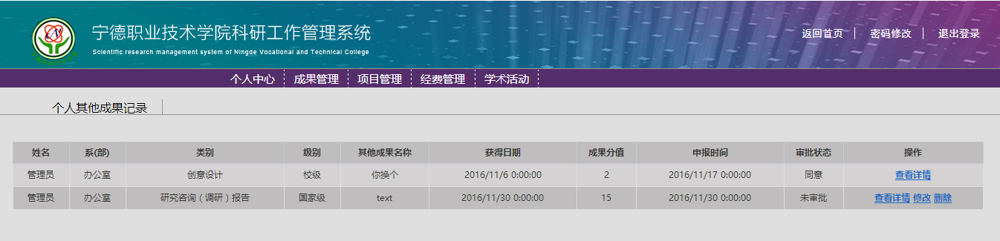 宁德职业技术学院科研工作管理系统
Scientific research management system of Ningde Vocational and Technical College
返回首页 密码修改 退出登录
个人中心 成果管理 项目管理 经费管理 学术活动
个人其他成果记录
姓名 系(部) 类别 级别 其他成果名称 获得日期 成果分值 申报时间 审批状态 操作
管理员 办公室 创意设计 校级 你换个 2016/11/6 0:00:00 2 2016/11/17 0:00:00 同意 查看详情
管理员 办公室 研究咨询（调研）报告 国家级 text 2016/11/30 0:00:00 15 2016/11/30 0:00:00 未审批 查看详情 修改 删除